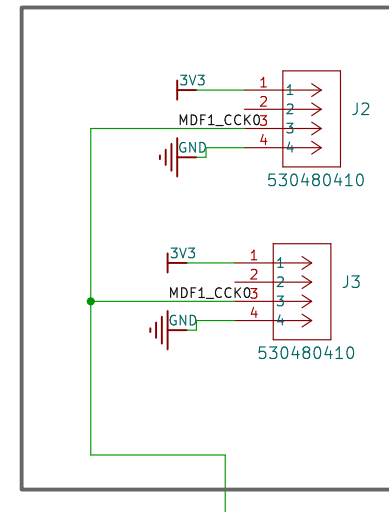 3V3 1 1
2 2 J2
MDF1_CCK0 3 3
GND 4 4
530480410
3V3 1 1
2 2 J3
MDF1_CCK0 3 3
GND 4 4
530480410